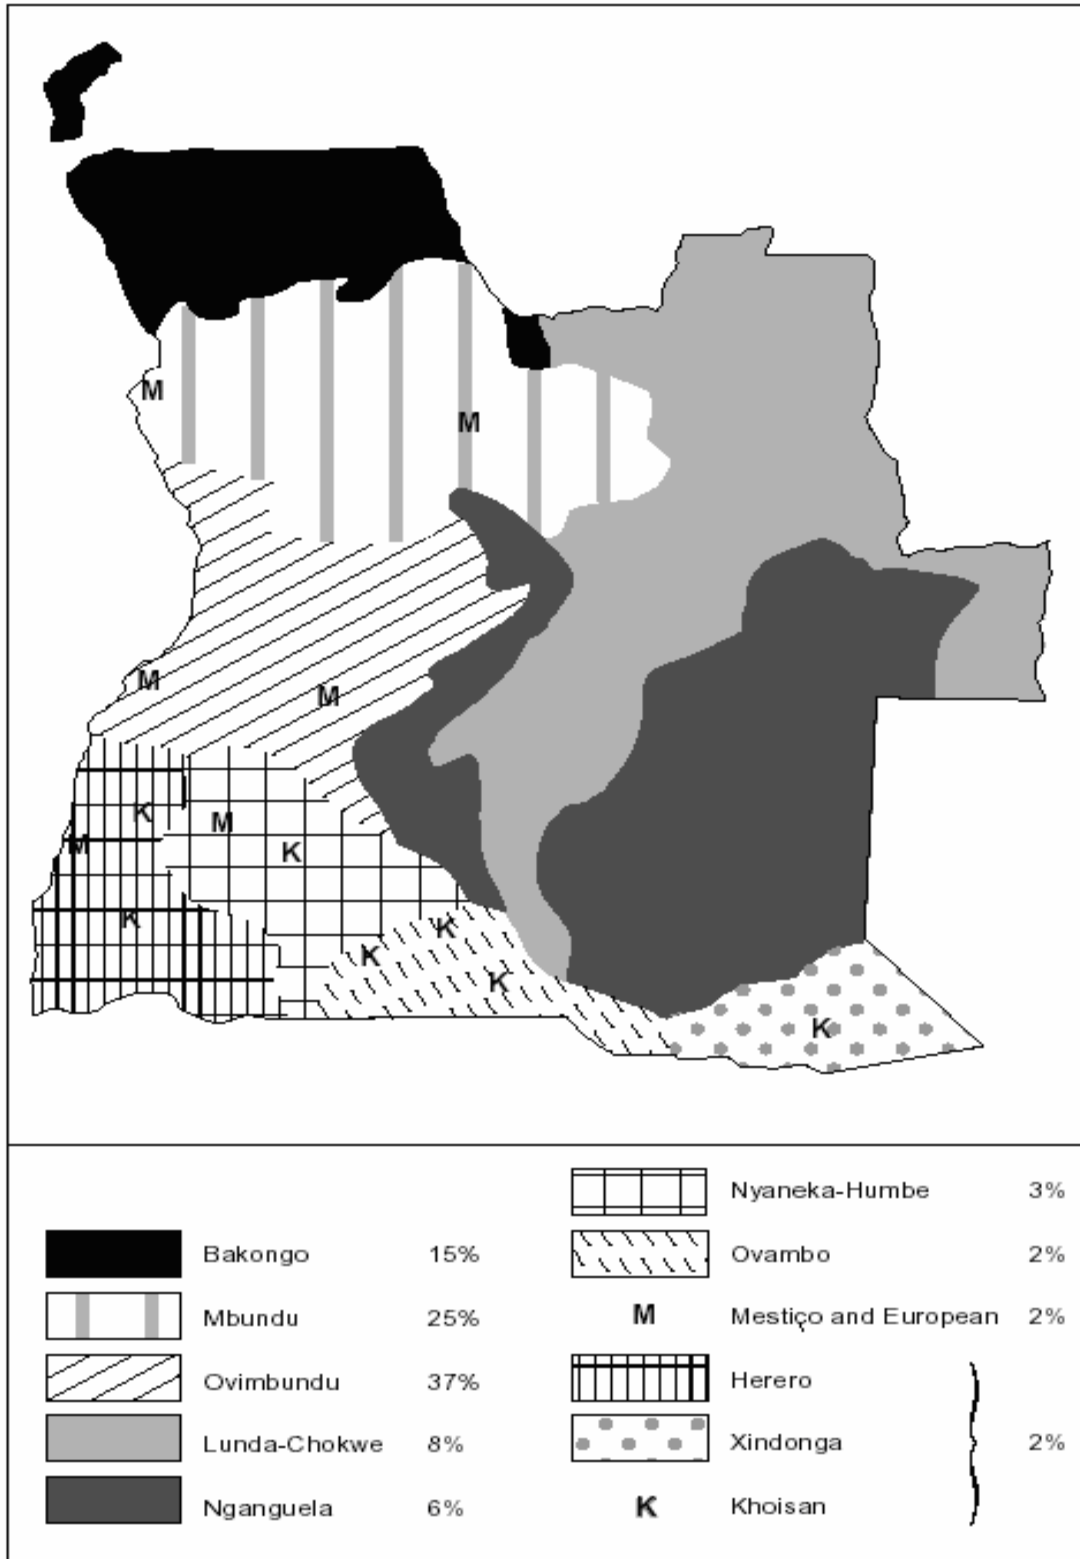 M
M
M
M
K
M
K
M
K
K
K
K
K
Bakongo 15%
Mbundu 25%
Ovimbundu 37%
Lunda-Chokwe 8%
Nganguela 6%
Nyaneka-Humbe 3%
Ovambo 2%
M Mestiço and European 2%
Herero
Xindonga 2%
K Khoisan